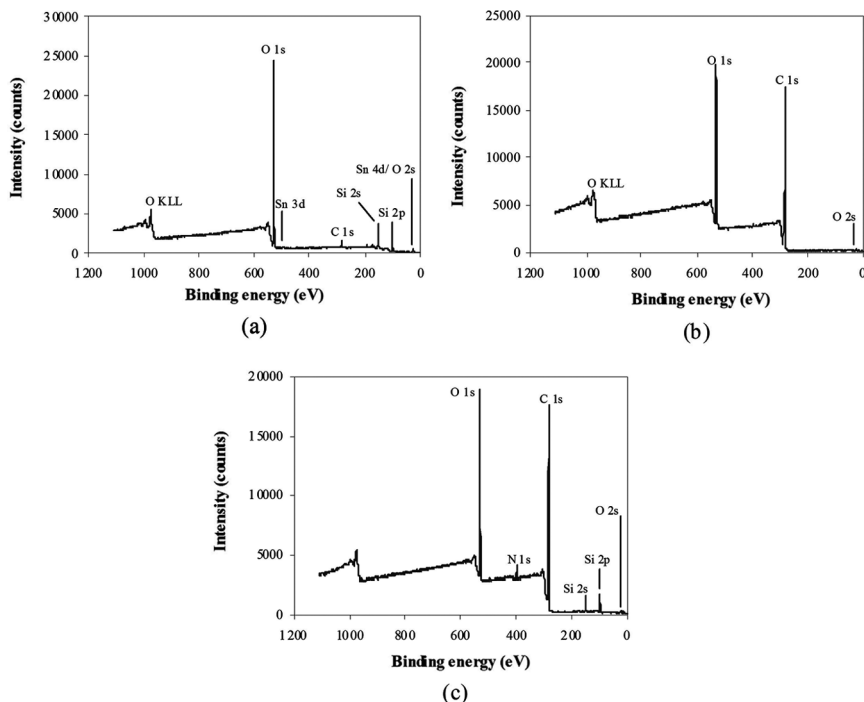 30000
25000
20000
15000
10000
5000
0
Intensity (counts)
O 1s
Sn 4d/ O 2s
Si 2s
Si 2p
O KLL
Sn 3d
C 1s
1200 1000 800 600 400 200 0
Binding energy (eV)
(a)
25000
20000
15000
10000
5000
0
Intensity (counts)
O 1s
C 1s
O KLL
O 2s
1200 1000 800 600 400 200 0
Binding energy (eV)
(b)
20000
15000
10000
5000
0
Intensity (counts)
O 1s
C 1s
O 2s
N 1s
Si 2p
Si 2s
1200 1000 800 600 400 200 0
Binding energy (eV)
(c)